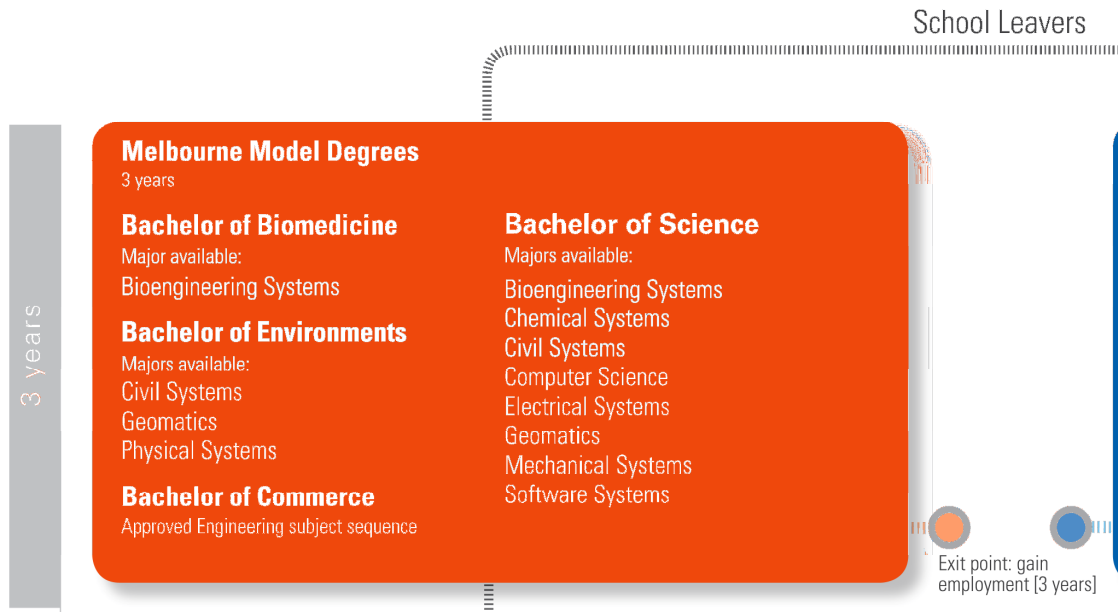 School Leavers
3 years
Melbourne Model Degrees
3 years
Bachelor of Biomedicine
Major available:
Bioengineering Systems
Bachelor of Environments
Majors available:
Civil Systems
Geomatics
Physical Systems
Bachelor of Commerce
Approved Engineering subject sequence
Bachelor of Science
Majors available:
Bioengineering Systems
Chemical Systems
Civil Systems
Computer Science
Electrical Systems
Geomatics
Mechanical Systems
Software Systems
Exit point: gain
employment [3 years]